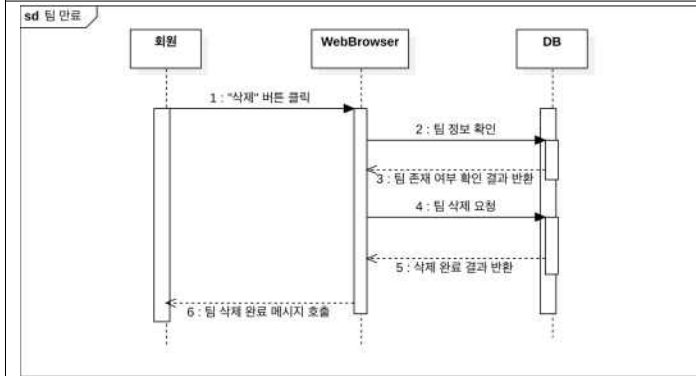 sd 팀 만료
회원
WebBrowser
DB
1 : "삭제" 버튼 클릭
2 : 팀 정보 확인
3 : 팀 존재 여부 확인 결과 반환
4 : 팀 삭제 요청
5 : 삭제 완료 결과 반환
6 : 팀 삭제 완료 메시지 호출